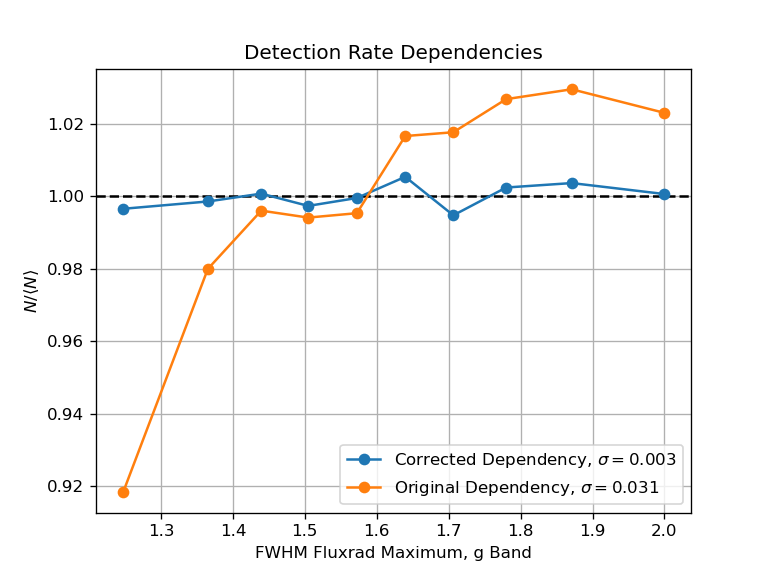 Detection Rate Dependencies
N/⟨N⟩
1.02
1.00
0.98
0.96
0.94
0.92
Corrected Dependency, σ = 0.003
Original Dependency, σ = 0.031
1.3 1.4 1.5 1.6 1.7 1.8 1.9 2.0
FWHM Fluxrad Maximum, g Band